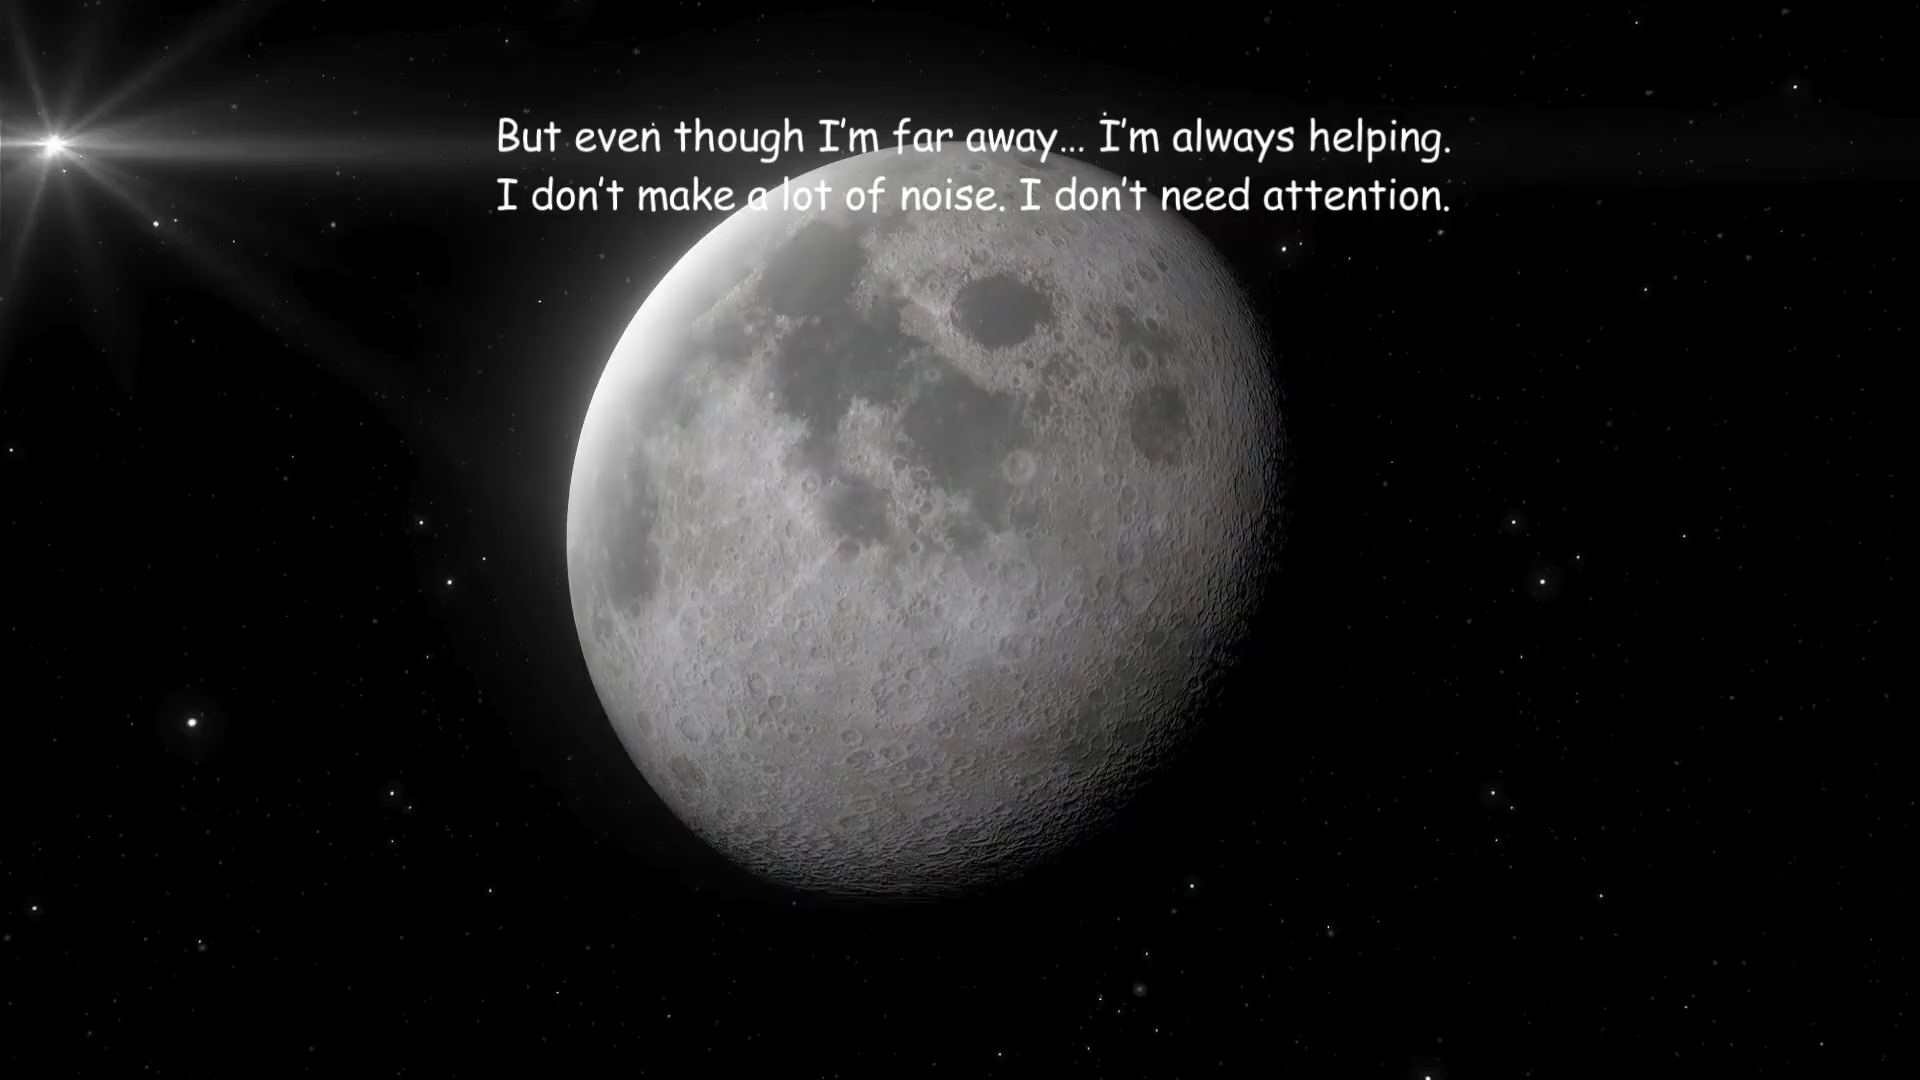 But even though I'm far away... I'm always helping.
I don't make a lot of noise. I don't need attention.